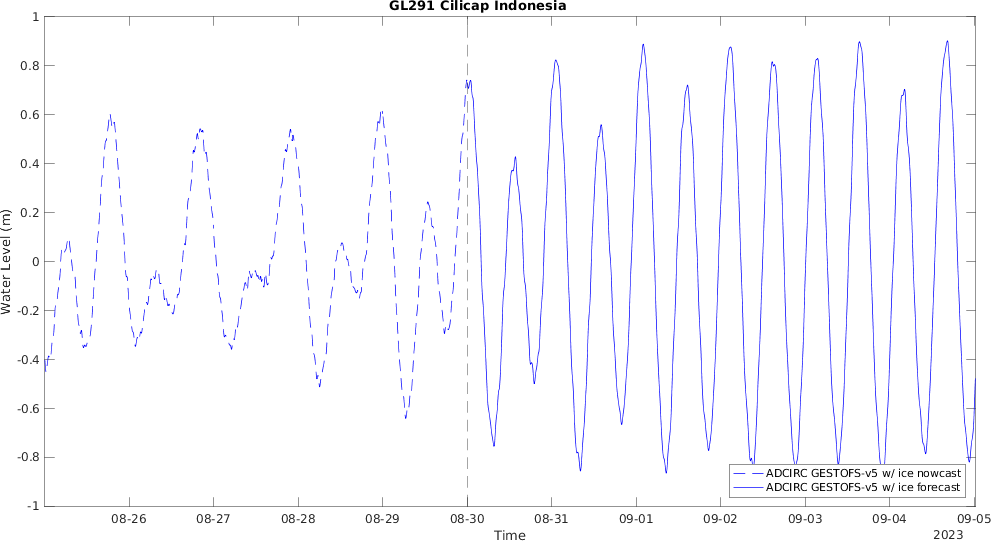 GL291 Cilicap Indonesia
Water Level (m)
1
0.8
0.6
0.4
0.2
0
-0.2
-0.4
-0.6
-0.8
-1
ADCIRC GESTOFS-v5 w/ ice nowcast
ADCIRC GESTOFS-v5 w/ ice forecast
08-26 08-27 08-28 08-29 08-30 08-31 09-01 09-02 09-03 09-04 09-05
Time
2023